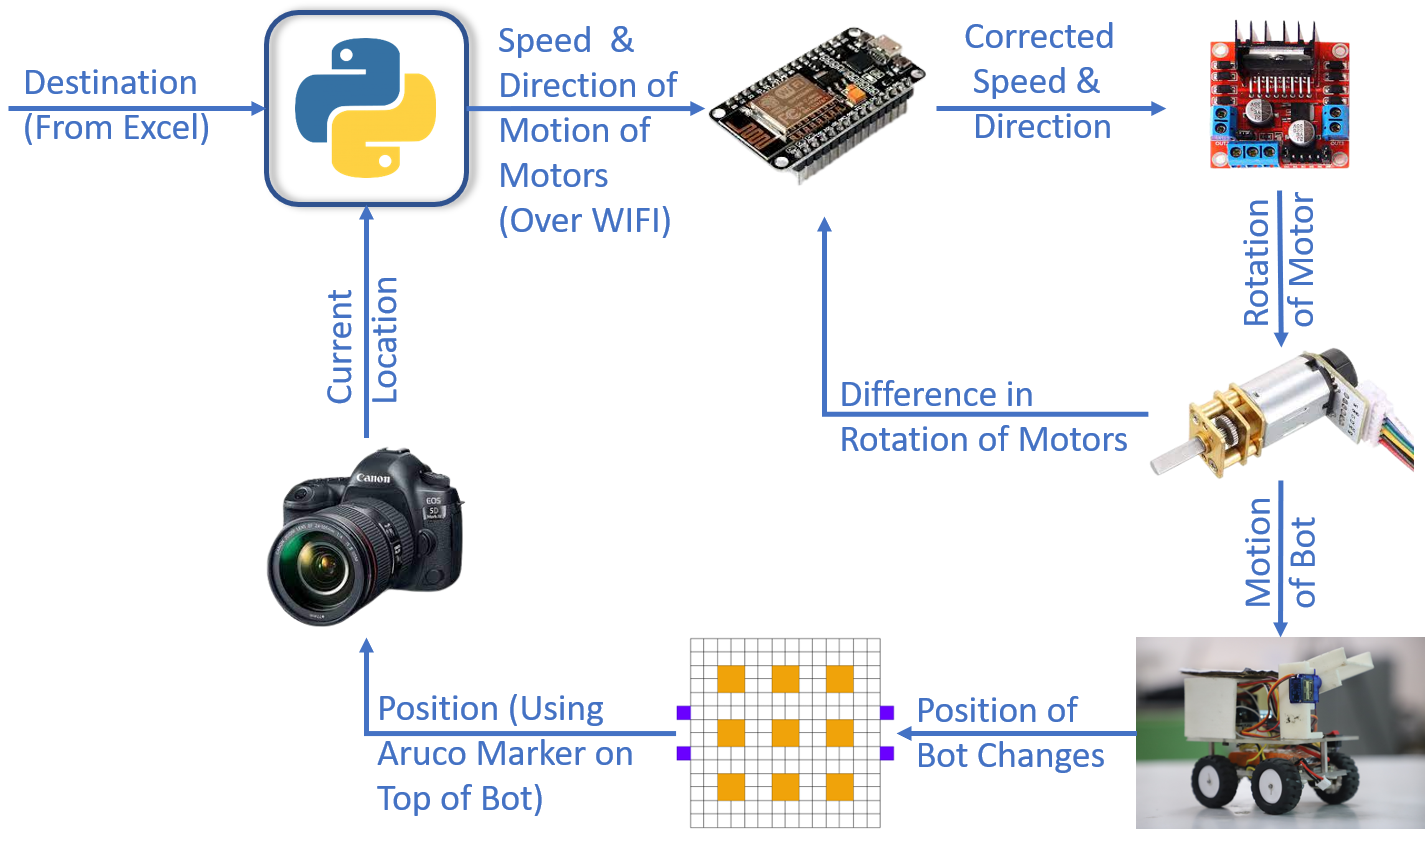 Destination
(From Excel)
Speed &
Direction of
Motion of
Motors
(Over WIFI)
Corrected
Speed &
Direction
Rotation
of Motor
Current
Location
Difference in
Rotation of Motors
Canon
EOS
5D
Motion
of Bot
Position (Using
Aruco Marker on
Top of Bot)
Position of
Bot Changes